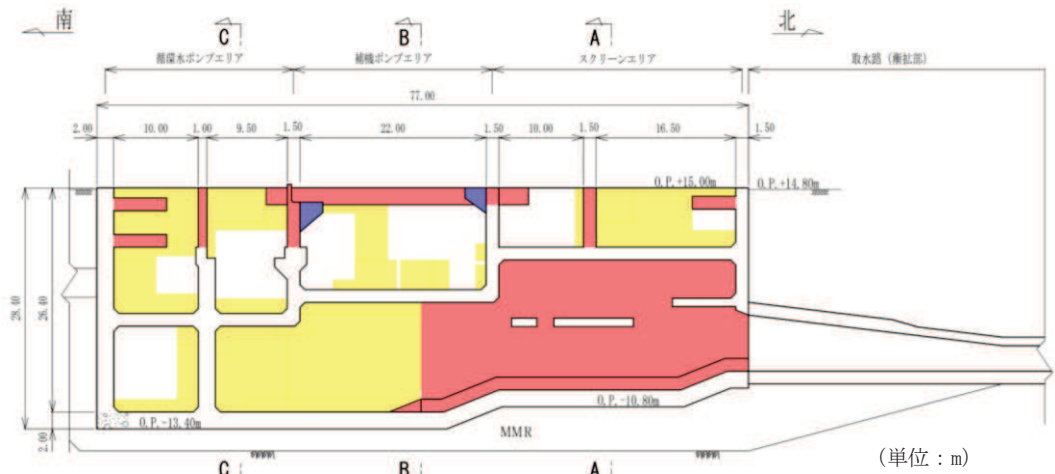 南
北
C
B
A
循環水ポンプエリア
補機ポンプエリア
スクリーンエリア
取水路 (漸拡部)
77.00
2.00
10.00
1.00
9.50
1.50
22.00
1.50
10.00
1.50
16.50
1.50
O.P.+15.00m
O.P.+14.80m
28.40
26.40
2.00
O.P.-13.40m
O.P.-10.80m
MMR
C
B
A
(単位：m)